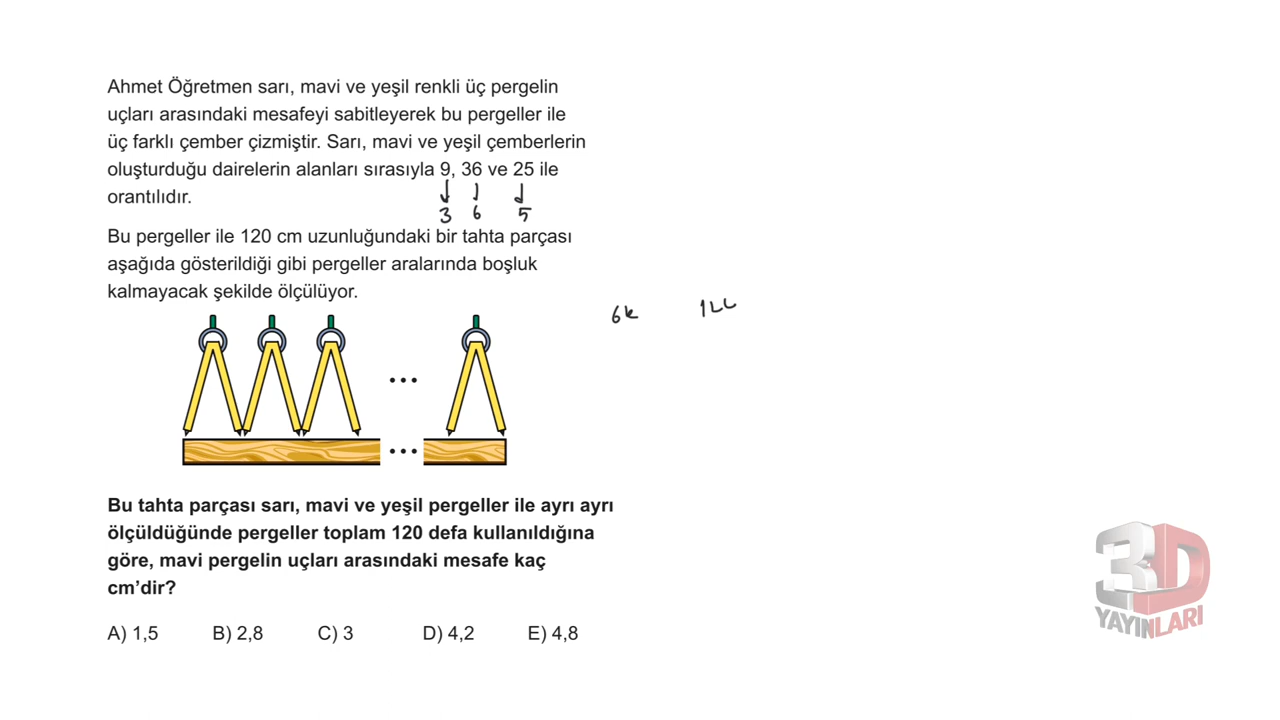 Ahmet Öğretmen sarı, mavi ve yeşil renkli üç pergelin
uçları arasındaki mesafeyi sabitleyerek bu pergeller ile
üç farklı çember çizmiştir. Sarı, mavi ve yeşil çemberlerin
oluşturduğu dairelerin alanları sırasıyla 9, 36 ve 25 ile
orantılıdır.
3 6 5
Bu pergeller ile 120 cm uzunluğundaki bir tahta parçası
aşağıda gösterildiği gibi pergeller aralarında boşluk
kalmayacak şekilde ölçülüyor.
6k
...
...
Bu tahta parçası sarı, mavi ve yeşil pergeller ile ayrı ayrı
ölçüldüğünde pergeller toplam 120 defa kullanıldığına
göre, mavi pergelin uçları arasındaki mesafe kaç
cm'dir?
A) 1,5 B) 2,8 C) 3 D) 4,2 E) 4,8
3D
YAYINLARI